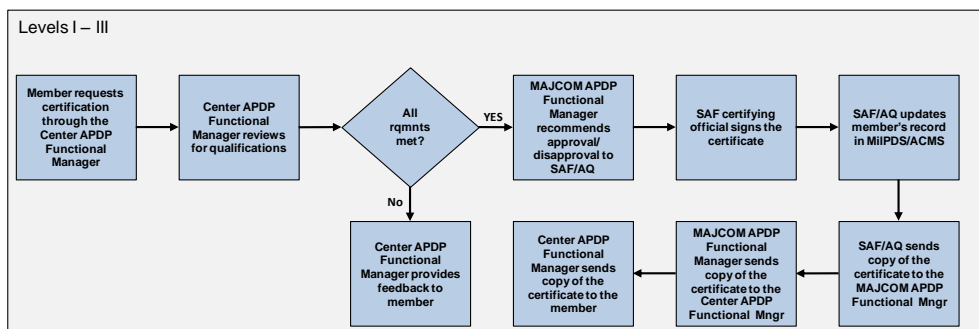 Levels I – III
Member requests
certification
through the
Center APDP
Functional
Manager
Center APDP
Functional
Manager reviews
for qualifications
All
rqmnts
met?
YES
MAJCOM APDP
Functional
Manager
recommends
approval/
disapproval to
SAF/AQ
SAF certifying
official signs the
certificate
SAF/AQ updates
member's record
in MilPDS/ACMS
No
Center APDP
Functional
Manager provides
feedback to
member
Center APDP
Functional
Manager sends
copy of the
certificate to the
member
MAJCOM APDP
Functional
Manager sends
copy of the
certificate to the
Center APDP
Functional Mngr
SAF/AQ sends
copy of the
certificate to the
MAJCOM APDP
Functional Mngr